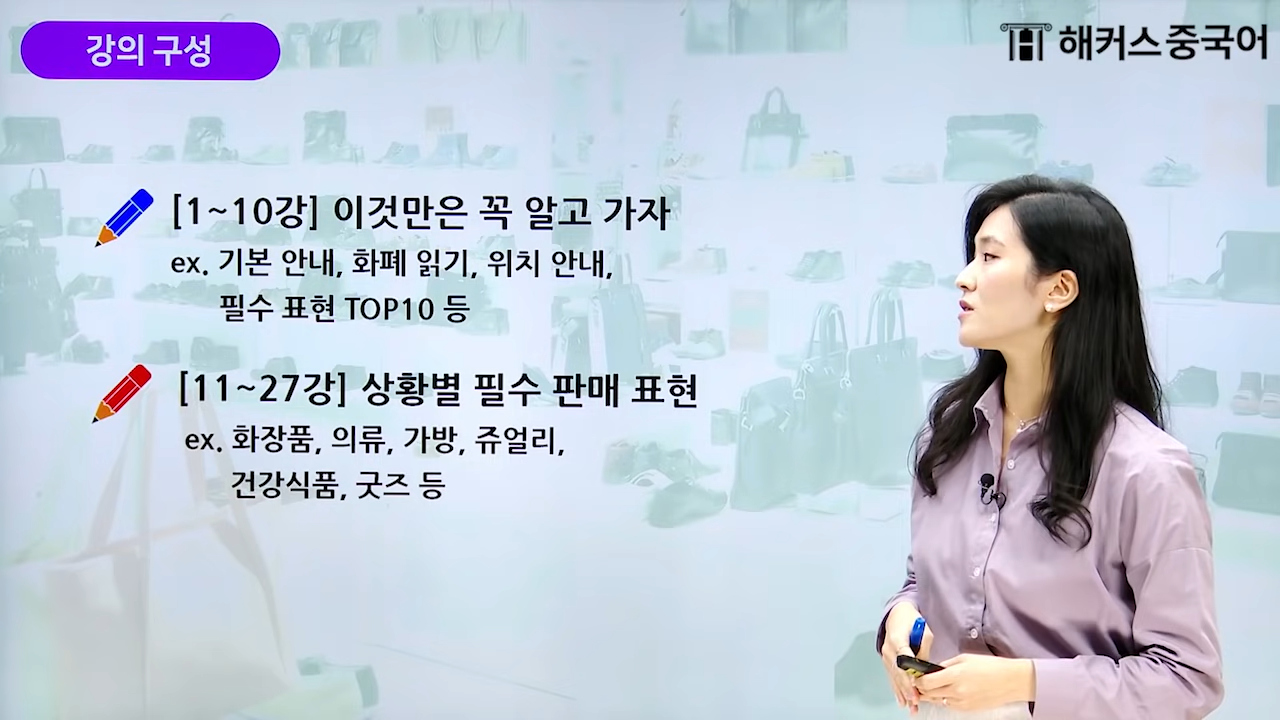 강의 구성
해커스 중국어
[1~10강] 이것만은 꼭 알고 가자
ex. 기본 안내, 화폐 읽기, 위치 안내,
필수 표현 TOP10 등
[11~27강] 상황별 필수 판매 표현
ex. 화장품, 의류, 가방, 쥬얼리,
건강식품, 굿즈 등